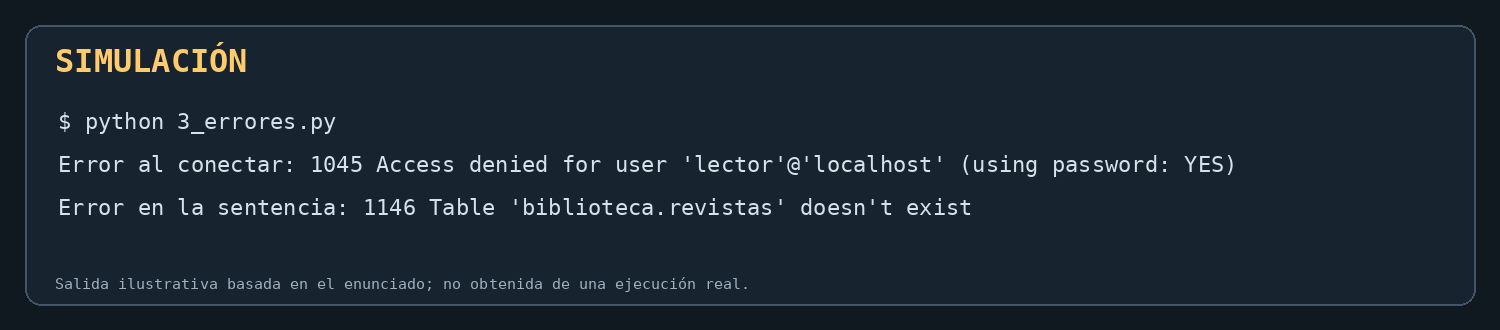 SIMULACIÓN
$ python 3_errores.py
Error al conectar: 1045 Access denied for user 'lector'@'localhost' (using password: YES)
Error en la sentencia: 1146 Table 'biblioteca.revistas' doesn't exist
Salida ilustrativa basada en el enunciado; no obtenida de una ejecución real.